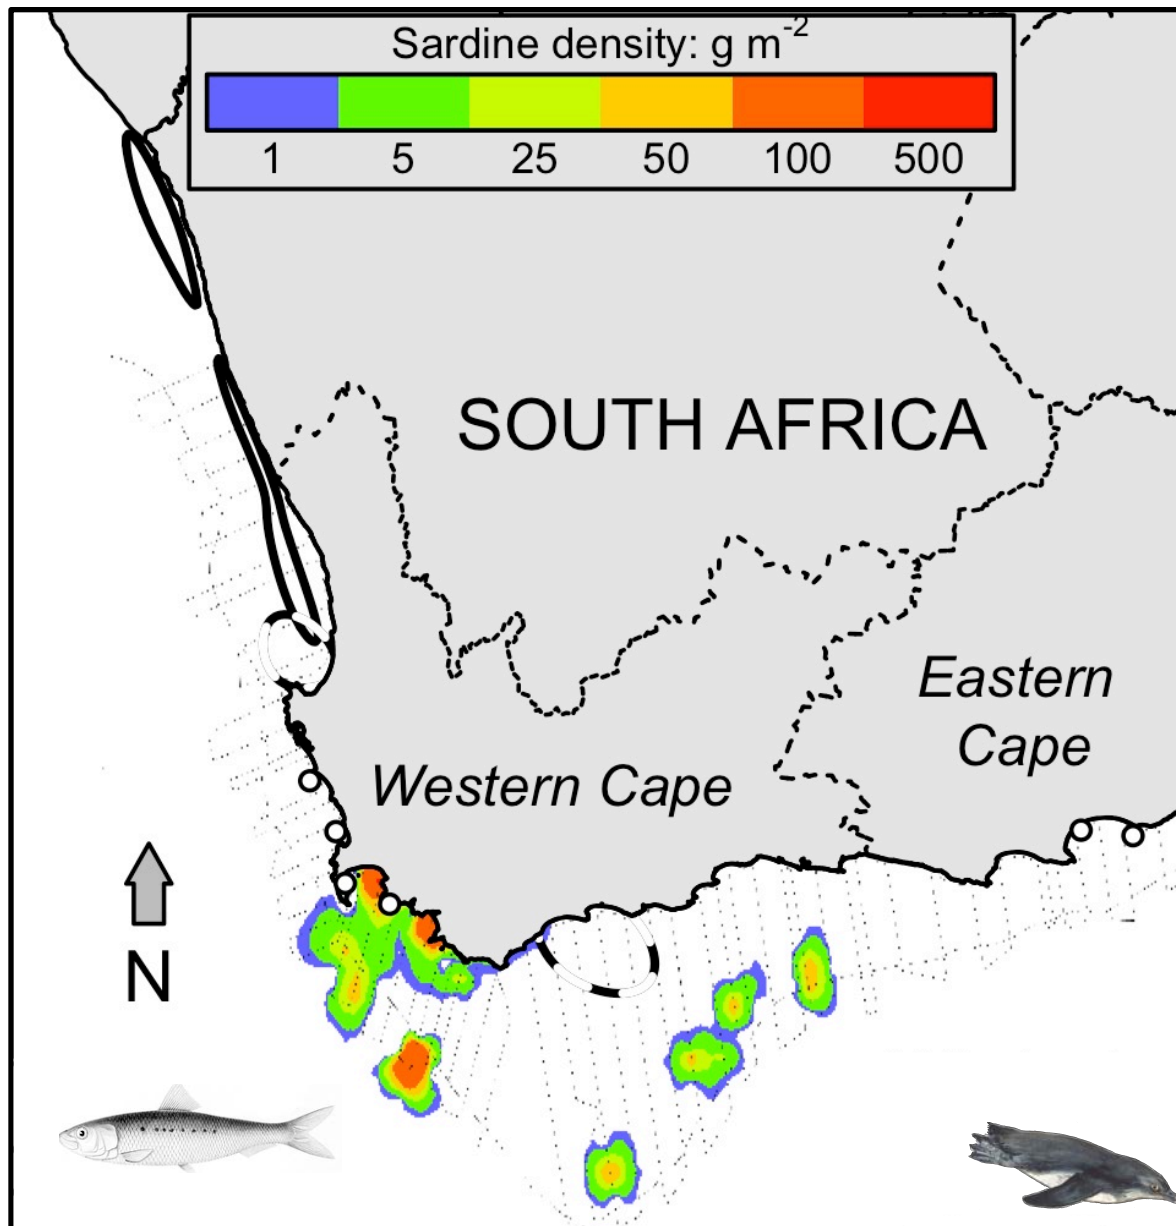 Sardine density: g m⁻²
1 5 25 50 100 500
SOUTH AFRICA
Eastern
Cape
Western Cape
N